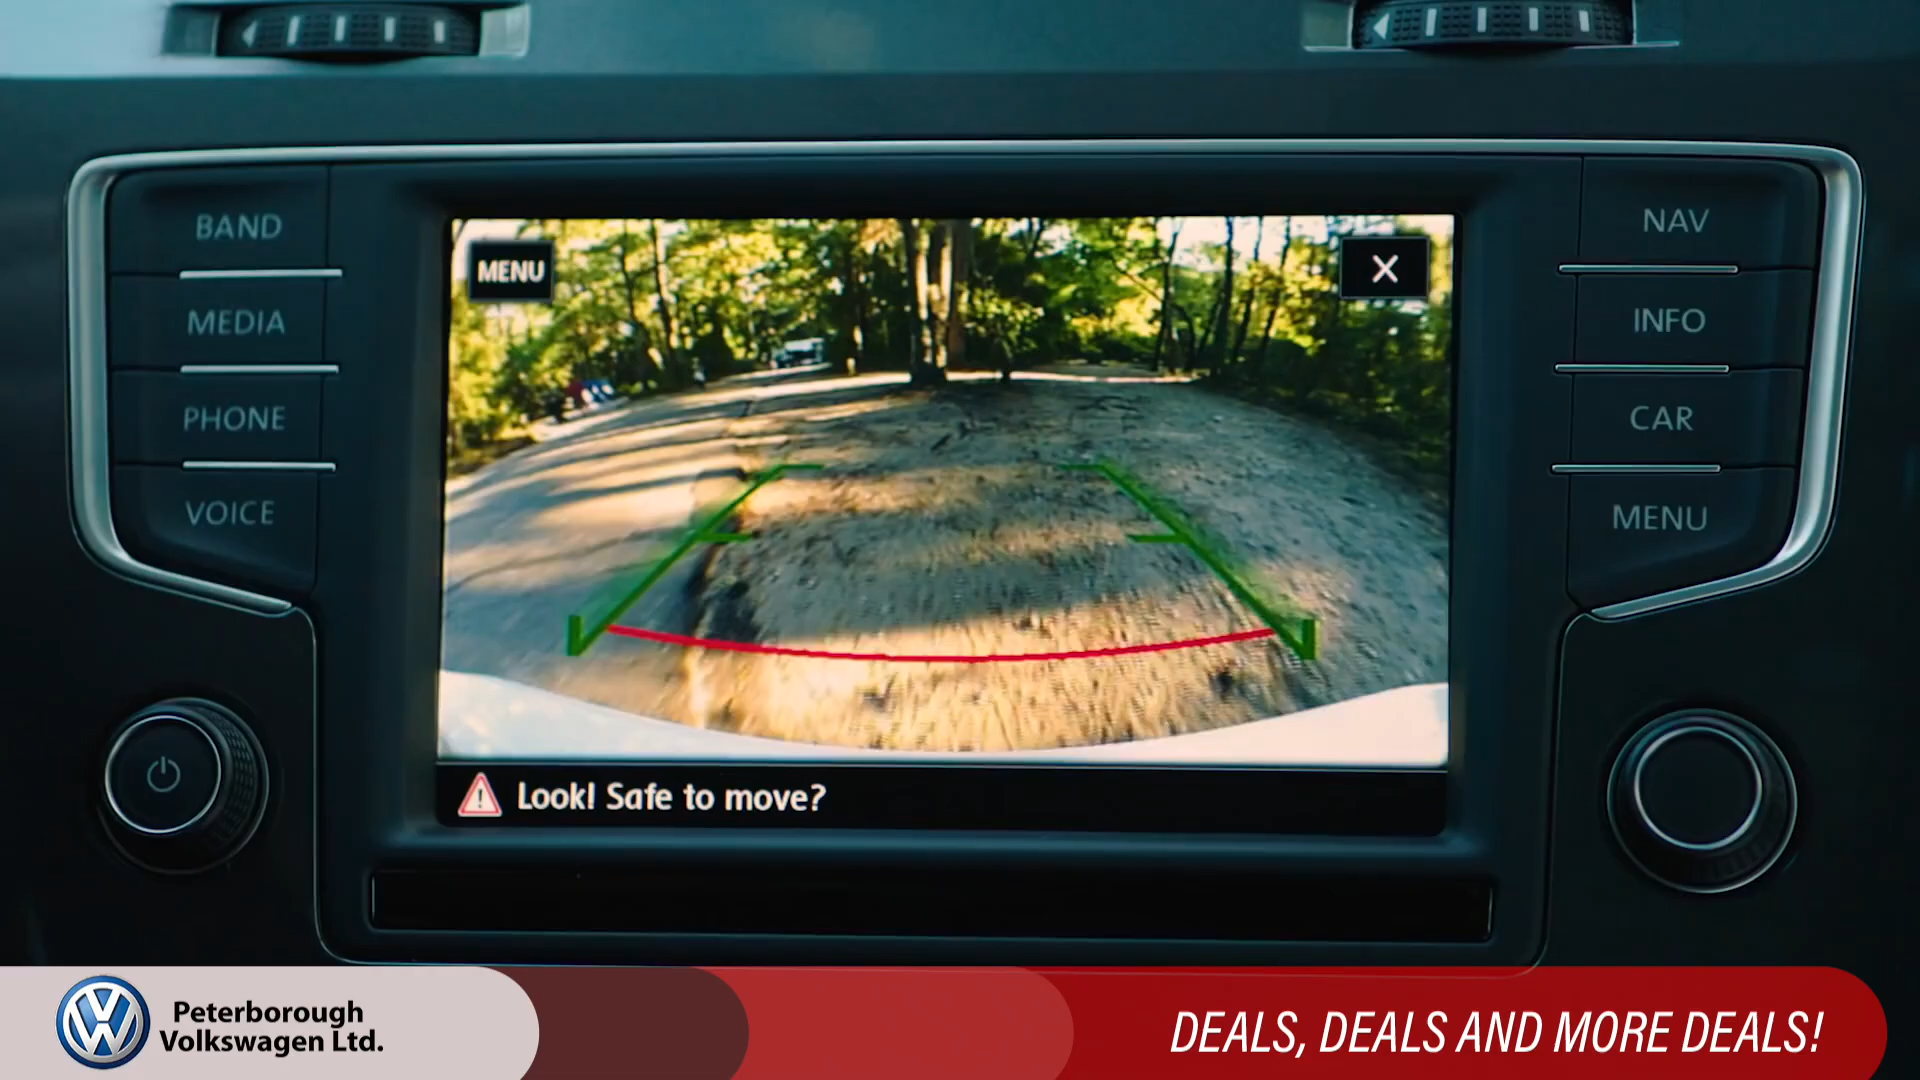 BAND
MEDIA
PHONE
VOICE
MENU
X
Look! Safe to move?
NAV
INFO
CAR
MENU
Peterborough
Volkswagen Ltd.
DEALS, DEALS AND MORE DEALS!